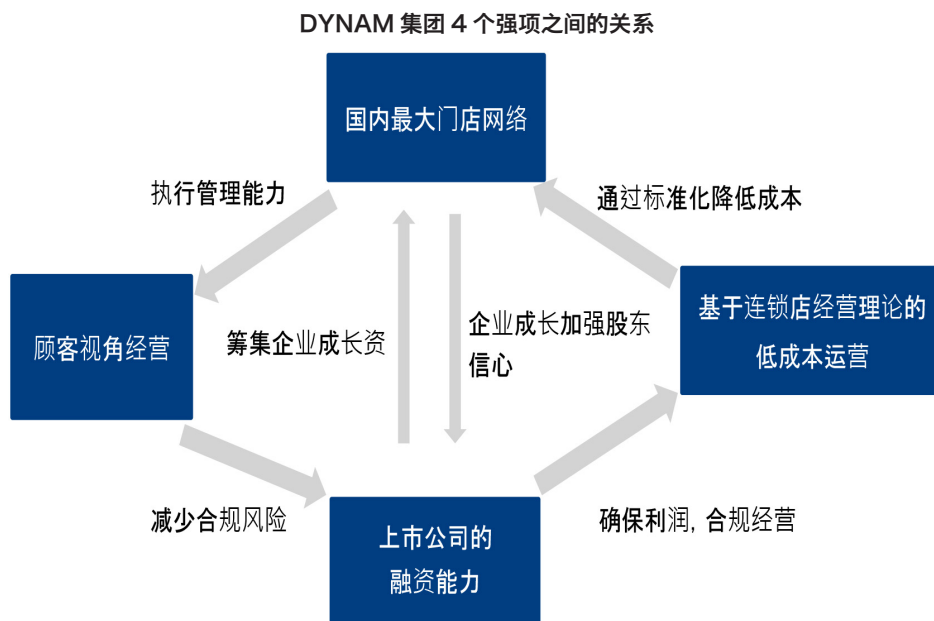 DYNAM 集团 4 个强项之间的关系
国内最大门店网络
执行管理能力
通过标准化降低成本
顾客视角经营
筹集企业成长资
企业成长加强股东
信心
基于连锁店经营理论的
低成本运营
减少合规风险
上市公司的
融资能力
确保利润, 合规经营